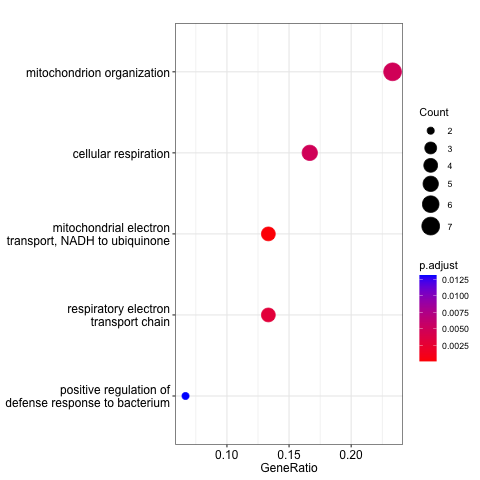 mitochondrion organization
cellular respiration
mitochondrial electron
transport, NADH to ubiquinone
respiratory electron
transport chain
positive regulation of
defense response to bacterium
0.10
0.15
0.20
GeneRatio
Count
2
3
4
5
6
7
p.adjust
0.0125
0.0100
0.0075
0.0050
0.0025